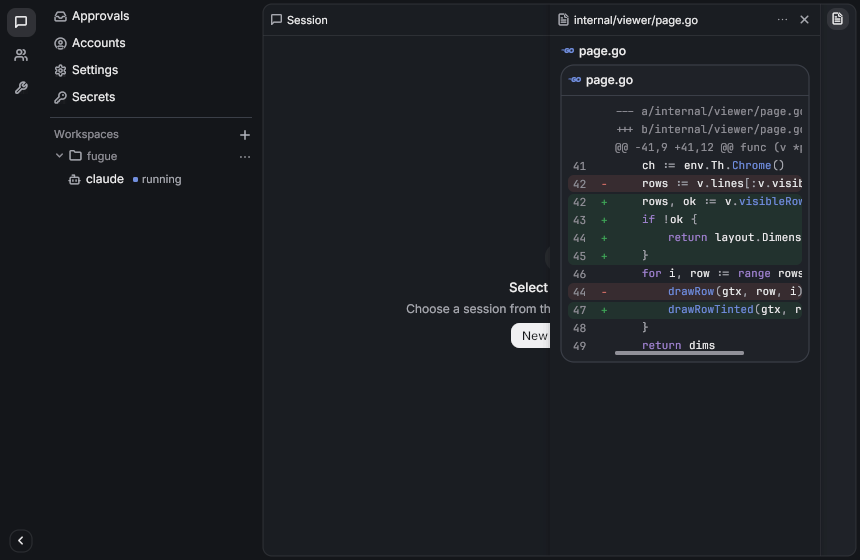 Approvals
Accounts
Settings
Secrets
Workspaces
fugue
claude running
Session
Select
Choose a session from th
New
internal/viewer/page.go
page.go
page.go
--- a/internal/viewer/page.go
+++ b/internal/viewer/page.go
@@ -41,9 +41,12 @@ func (v *p
41 ch := env.Th.Chrome()
42 - rows := v.lines[:v.visib
42 + rows, ok := v.visibleRow
43 + if !ok {
44 + return layout.Dimens
45 + }
46 for i, row := range rows
44 - drawRow(gtx, row, i)
47 + drawRowTinted(gtx, r
48 }
49 return dims